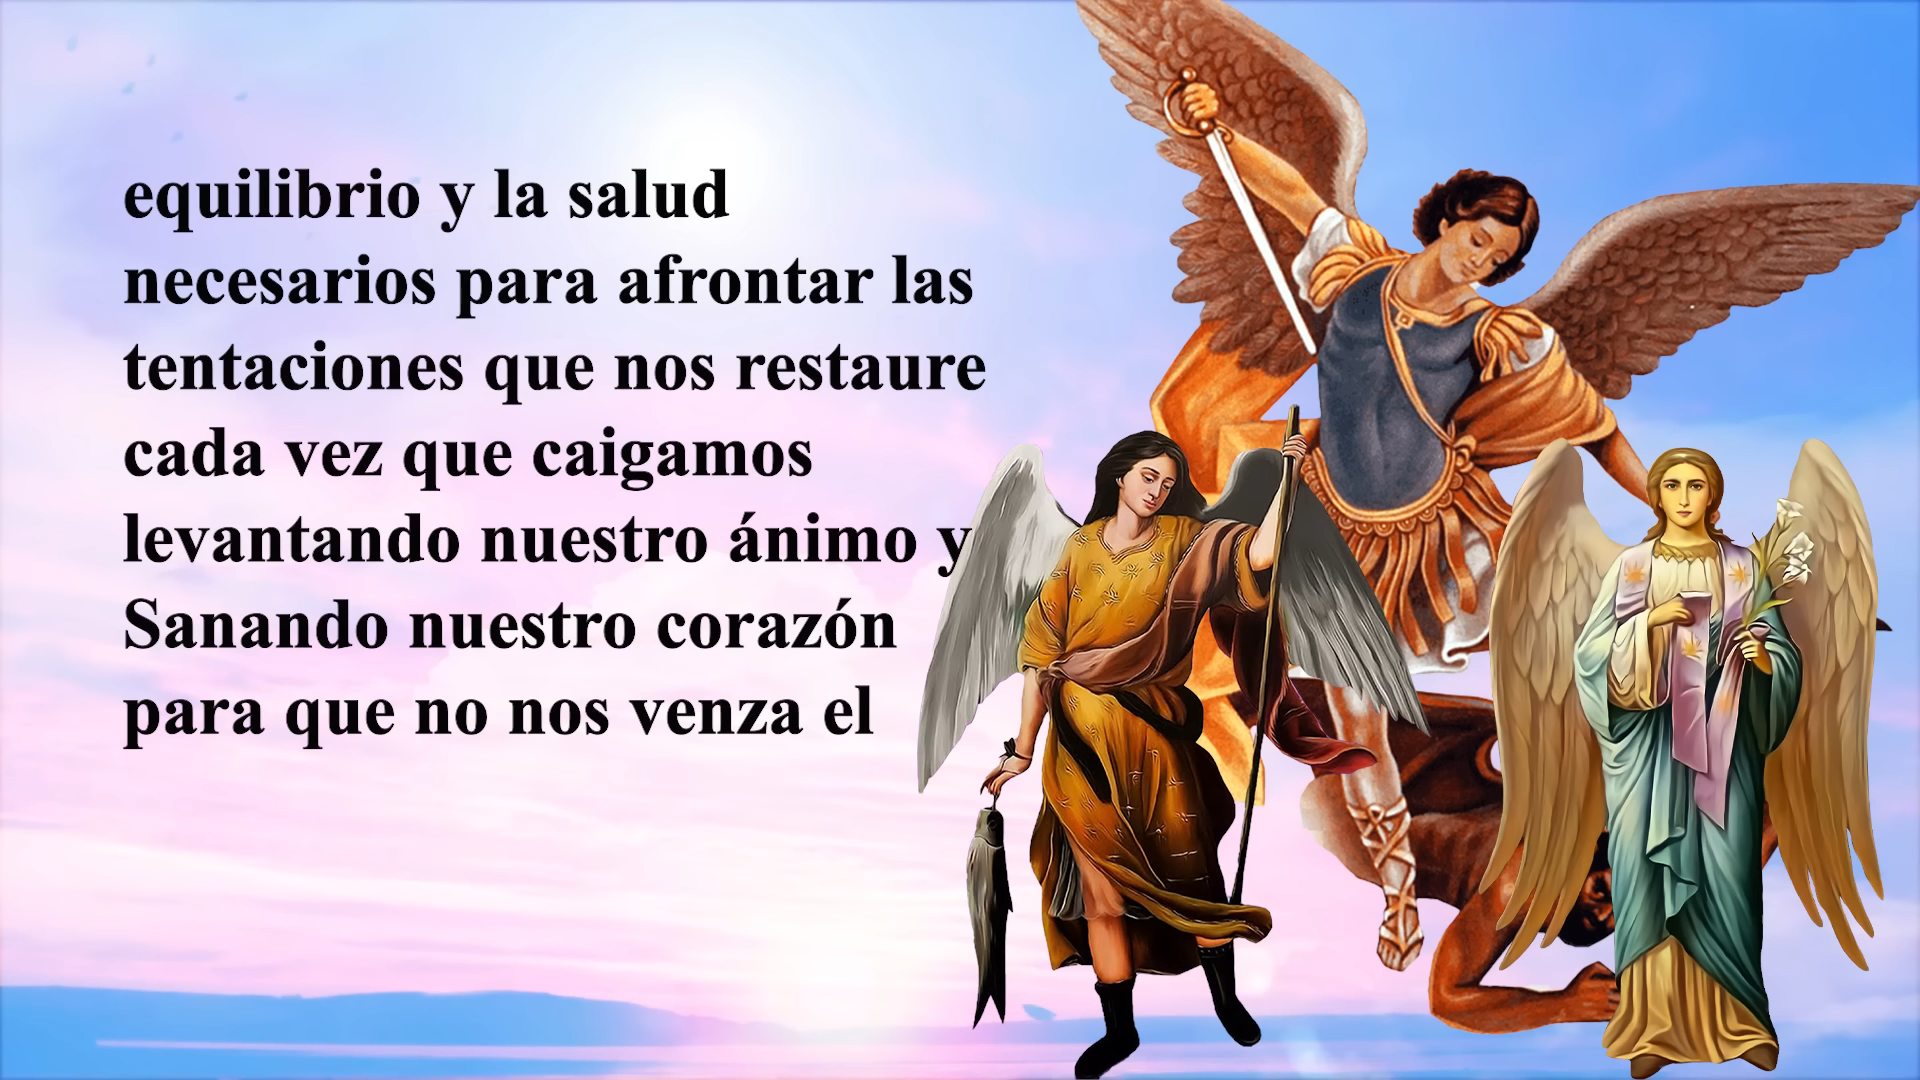 equilibrio y la salud
necesarios para afrontar las
tentaciones que nos restaure
cada vez que caigamos
levantando nuestro ánimo y
Sanando nuestro corazón
para que no nos venza el